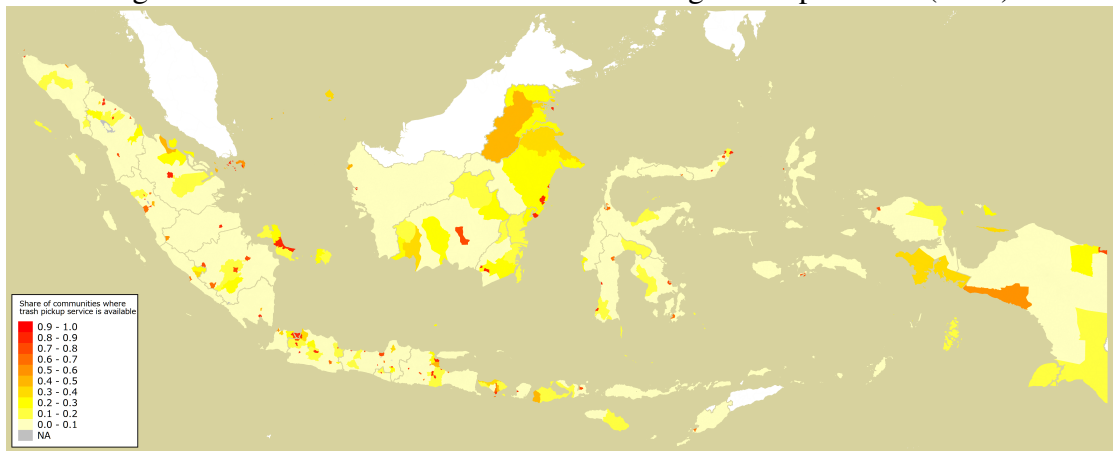 Share of communities where
trash pickup service is available
0.9 - 1.0
0.8 - 0.9
0.7 - 0.8
0.6 - 0.7
0.5 - 0.6
0.4 - 0.5
0.3 - 0.4
0.2 - 0.3
0.1 - 0.2
0.0 - 0.1
NA